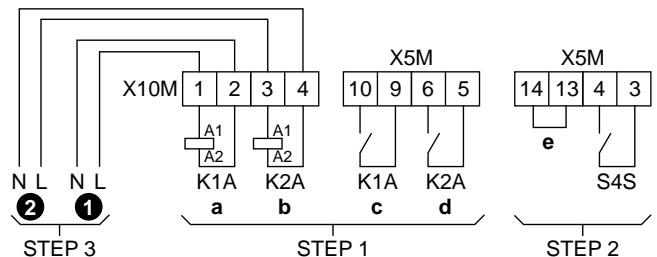 X5M X5M
X10M 1 2 3 4 10 9 6 5 14 13 4 3
A1 A1
A2 A2
e
N L N L K1A K2A K1A K2A S4S
2 1 a b c d
STEP 3 STEP 1 STEP 2